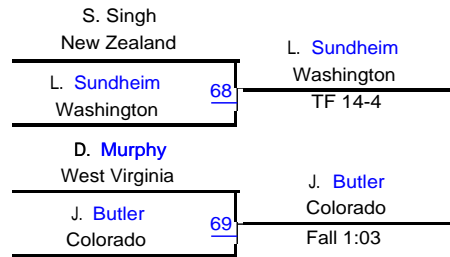 S. Singh
New Zealand
L. Sundheim
Washington
68
L. Sundheim
Washington
TF 14-4
D. Murphy
West Virginia
J. Butler
Colorado
69
J. Butler
Colorado
Fall 1:03